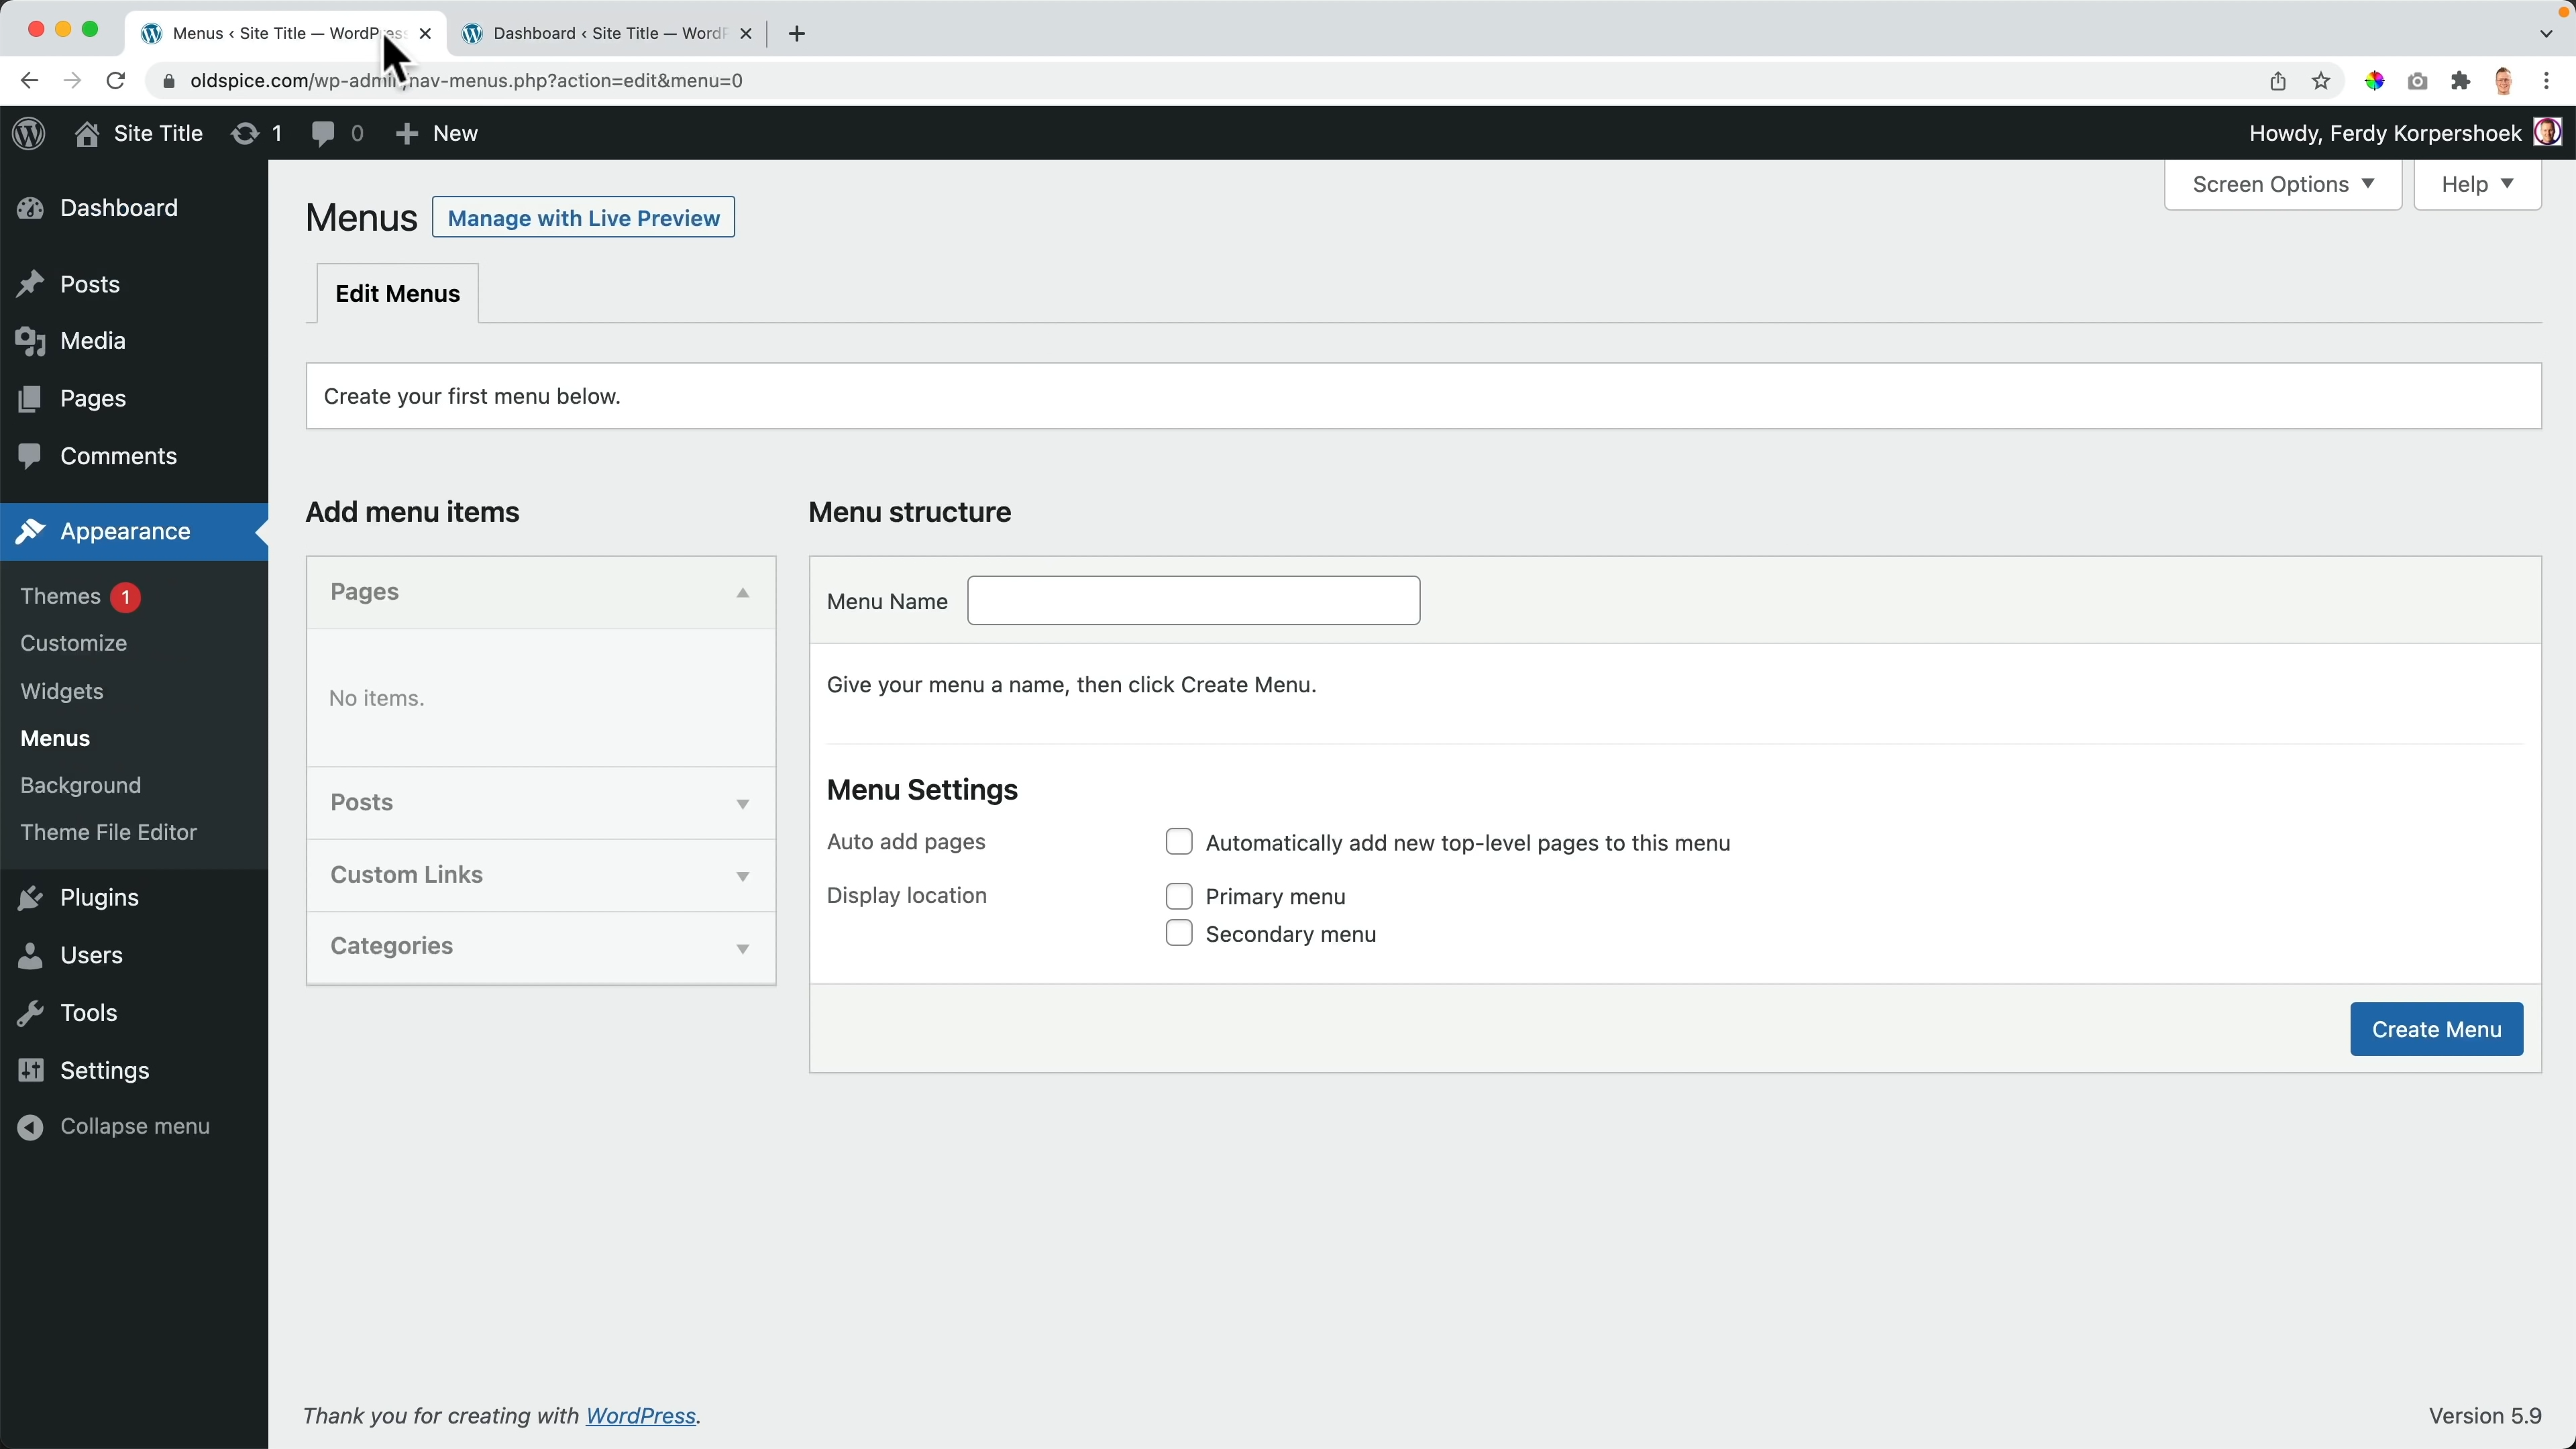 Menus ‹ Site Title — WordPress
Dashboard ‹ Site Title — WordP
oldspice.com/wp-admin/nav-menus.php?action=edit&menu=0
Site Title 1 0 New
Howdy, Ferdy Korpershoek
Screen Options
Help
Dashboard
Posts
Media
Pages
Comments
Appearance
Themes 1
Customize
Widgets
Menus
Background
Theme File Editor
Plugins
Users
Tools
Settings
Collapse menu
Menus
Manage with Live Preview
Edit Menus
Create your first menu below.
Add menu items
Pages
No items.
Posts
Custom Links
Categories
Menu structure
Menu Name
Give your menu a name, then click Create Menu.
Menu Settings
Auto add pages
Automatically add new top-level pages to this menu
Display location
Primary menu
Secondary menu
Create Menu
Thank you for creating with WordPress.
Version 5.9